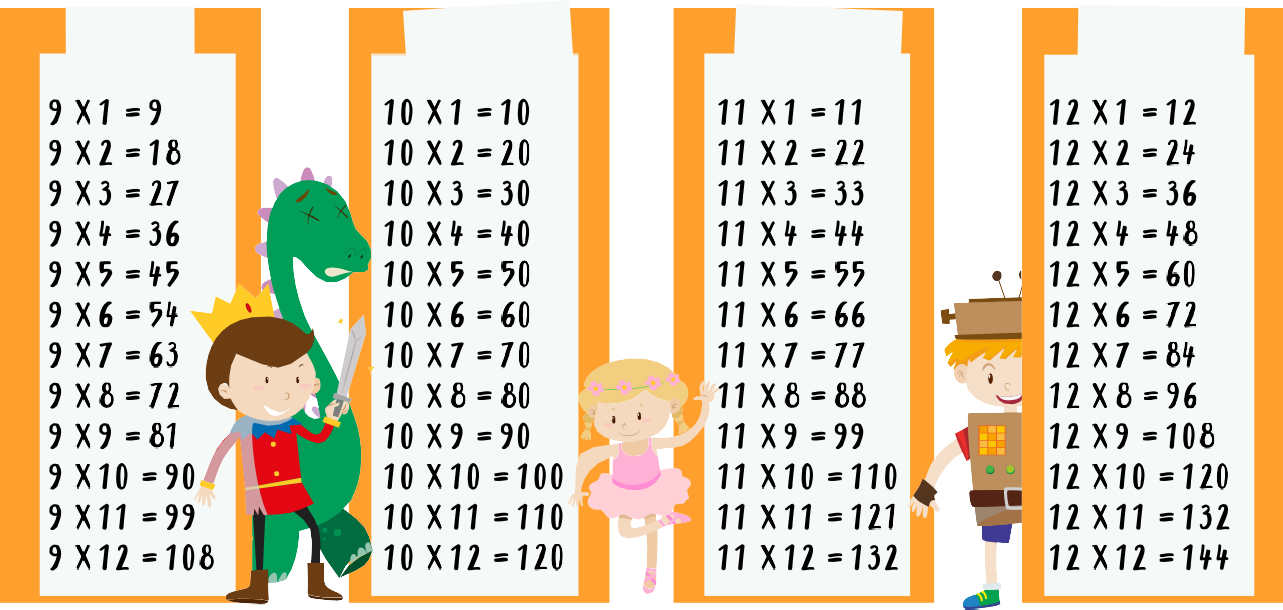 9 X 1 = 9
9 X 2 = 18
9 X 3 = 27
9 X 4 = 36
9 X 5 = 45
9 X 6 = 54
9 X 7 = 63
9 X 8 = 72
9 X 9 = 81
9 X 10 = 90
9 X 11 = 99
9 X 12 = 108
10 X 1 = 10
10 X 2 = 20
10 X 3 = 30
10 X 4 = 40
10 X 5 = 50
10 X 6 = 60
10 X 7 = 70
10 X 8 = 80
10 X 9 = 90
10 X 10 = 100
10 X 11 = 110
10 X 12 = 120
11 X 1 = 11
11 X 2 = 22
11 X 3 = 33
11 X 4 = 44
11 X 5 = 55
11 X 6 = 66
11 X 7 = 77
11 X 8 = 88
11 X 9 = 99
11 X 10 = 110
11 X 11 = 121
11 X 12 = 132
12 X 1 = 12
12 X 2 = 24
12 X 3 = 36
12 X 4 = 48
12 X 5 = 60
12 X 6 = 72
12 X 7 = 84
12 X 8 = 96
12 X 9 = 108
12 X 10 = 120
12 X 11 = 132
12 X 12 = 144